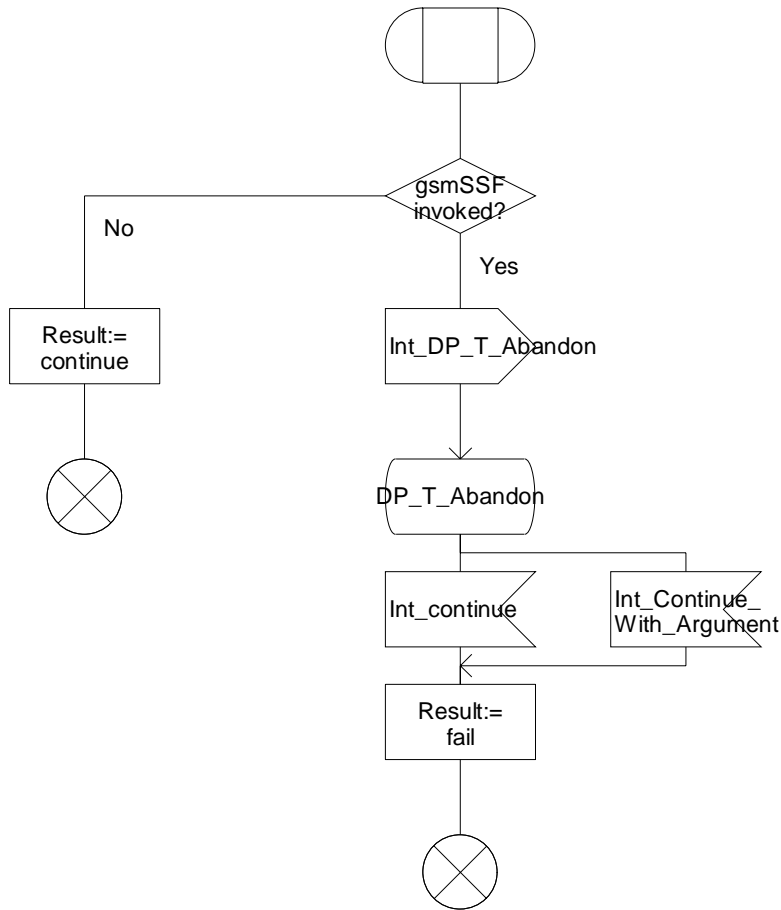 gsmSSF
invoked?
No
Yes
Result:=
continue
Int_DP_T_Abandon
DP_T_Abandon
Int_continue
Int_Continue_
With_Argument
Result:=
fail